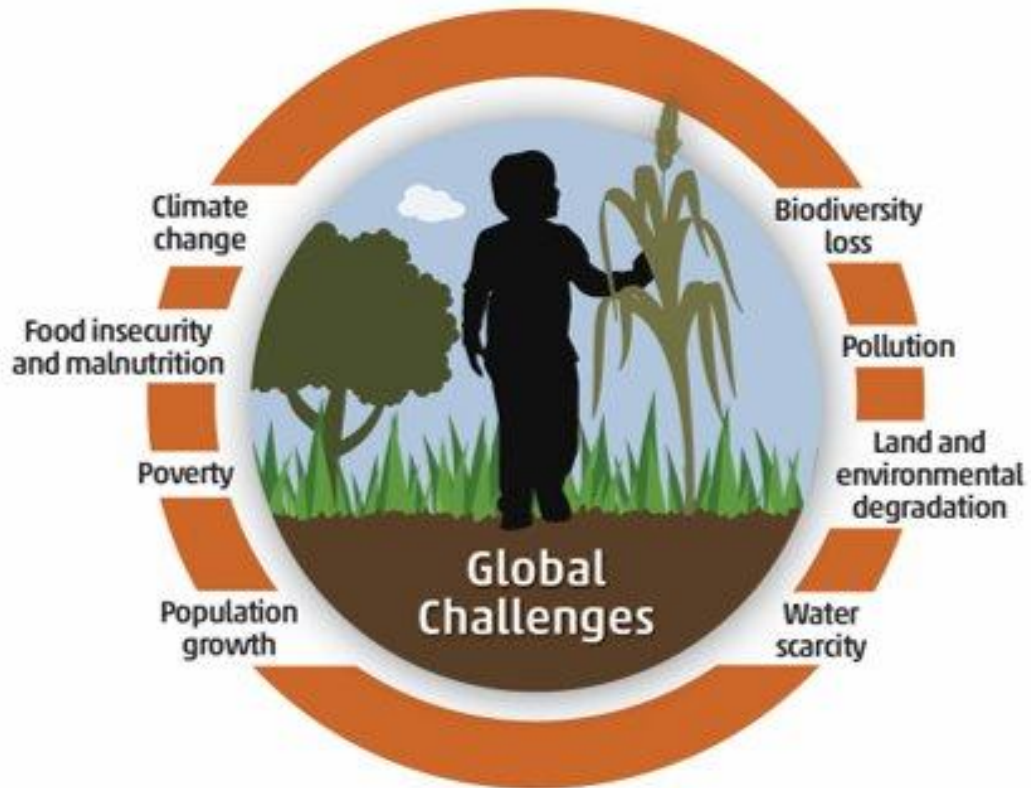 Climate
change
Food insecurity
and malnutrition
Poverty
Population
growth
Biodiversity
loss
Pollution
Land and
environmental
degradation
Water
scarcity
Global
Challenges